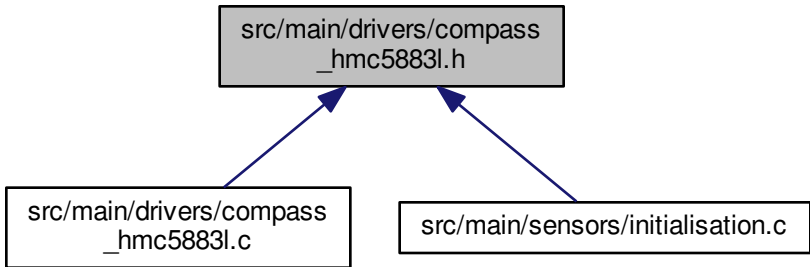 src/main/drivers/compass
_hmc5883l.h
src/main/drivers/compass
_hmc5883l.c
src/main/sensors/initialisation.c